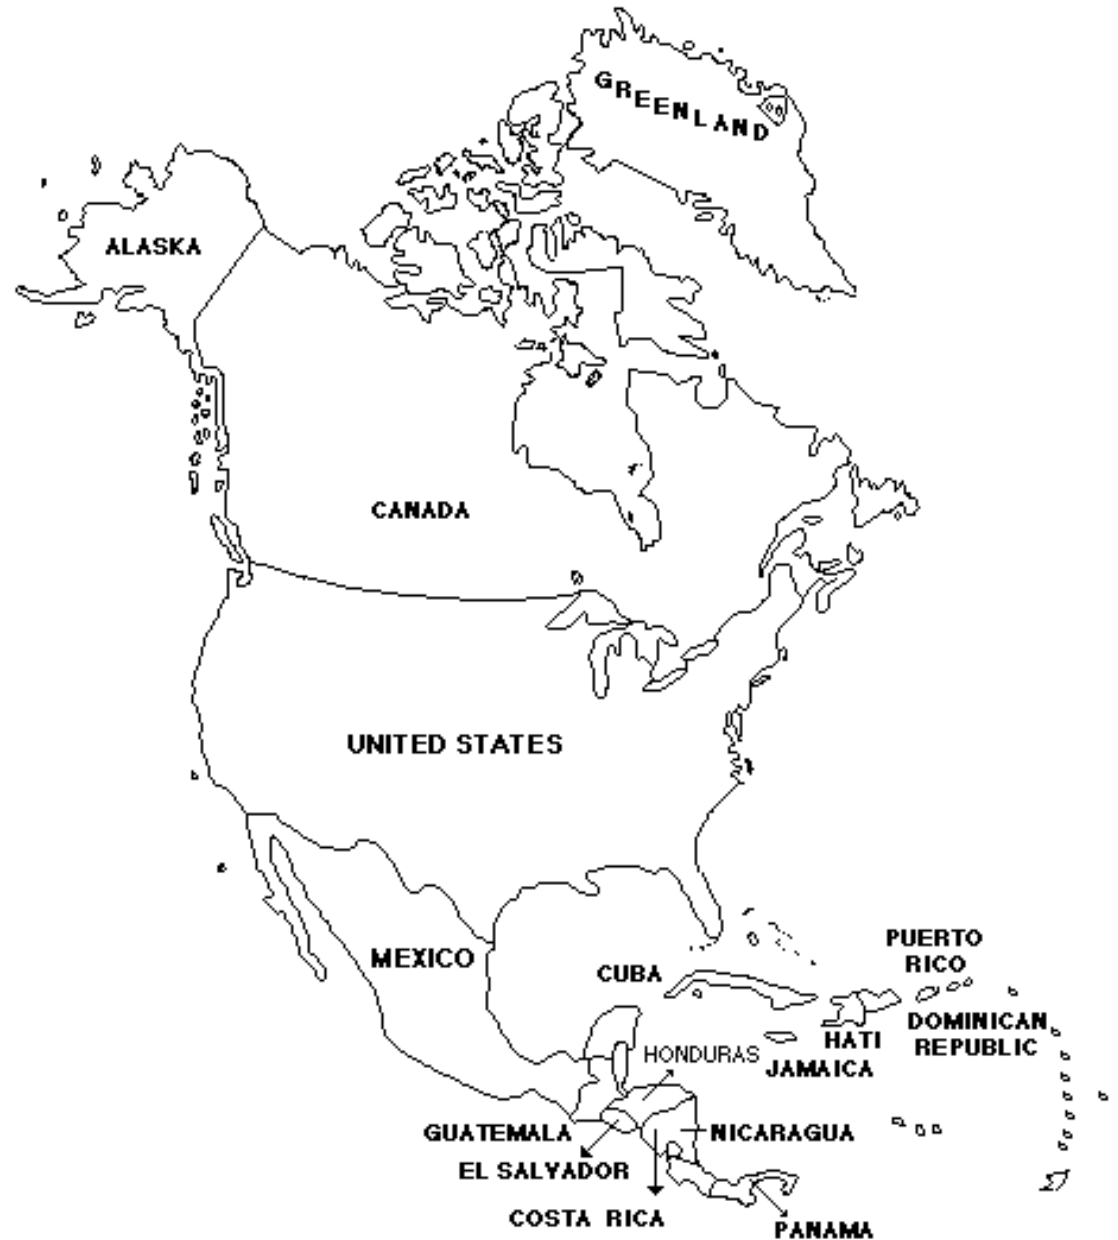 GREENLAND
ALASKA
CANADA
UNITED STATES
MEXICO
CUBA
PUERTO
RICO
DOMINICAN
REPUBLIC
HATI
JAMAICA
HONDURAS
GUATEMALA
NICARAGUA
EL SALVADOR
COSTA RICA
PANAMA